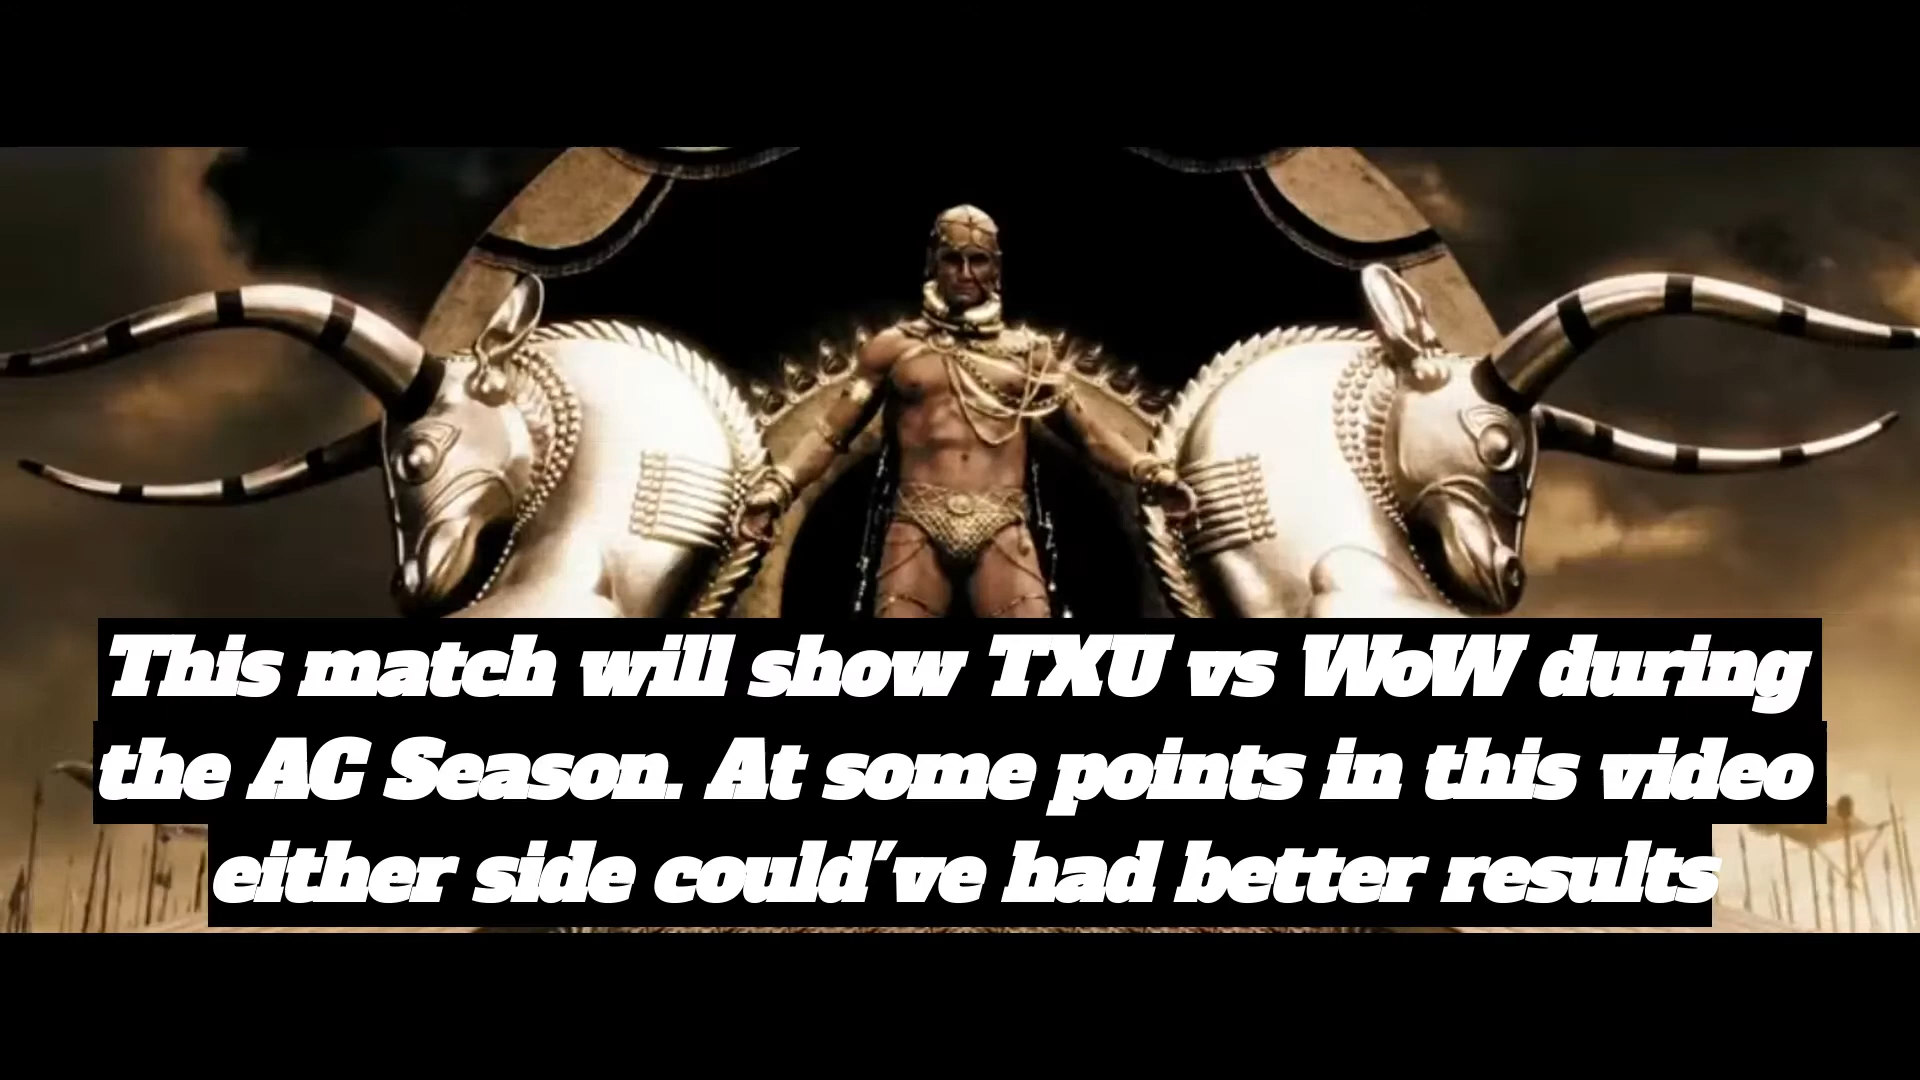 This match will show TXU vs WoW during
the AC Season. At some points in this video
either side could've had better results